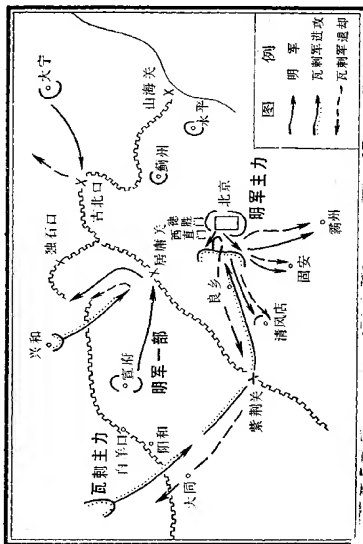 大宁
山海关
永平
蓟州
古北口
独石口
居庸关
兴和
宣府
明军一部
瓦剌主力
白羊口
阳和
大同
紫荆关
北京
德胜门
西直门
明军主力
良乡
清风店
固安
霸州
图 例
明 军
瓦剌军进攻
瓦剌军退却